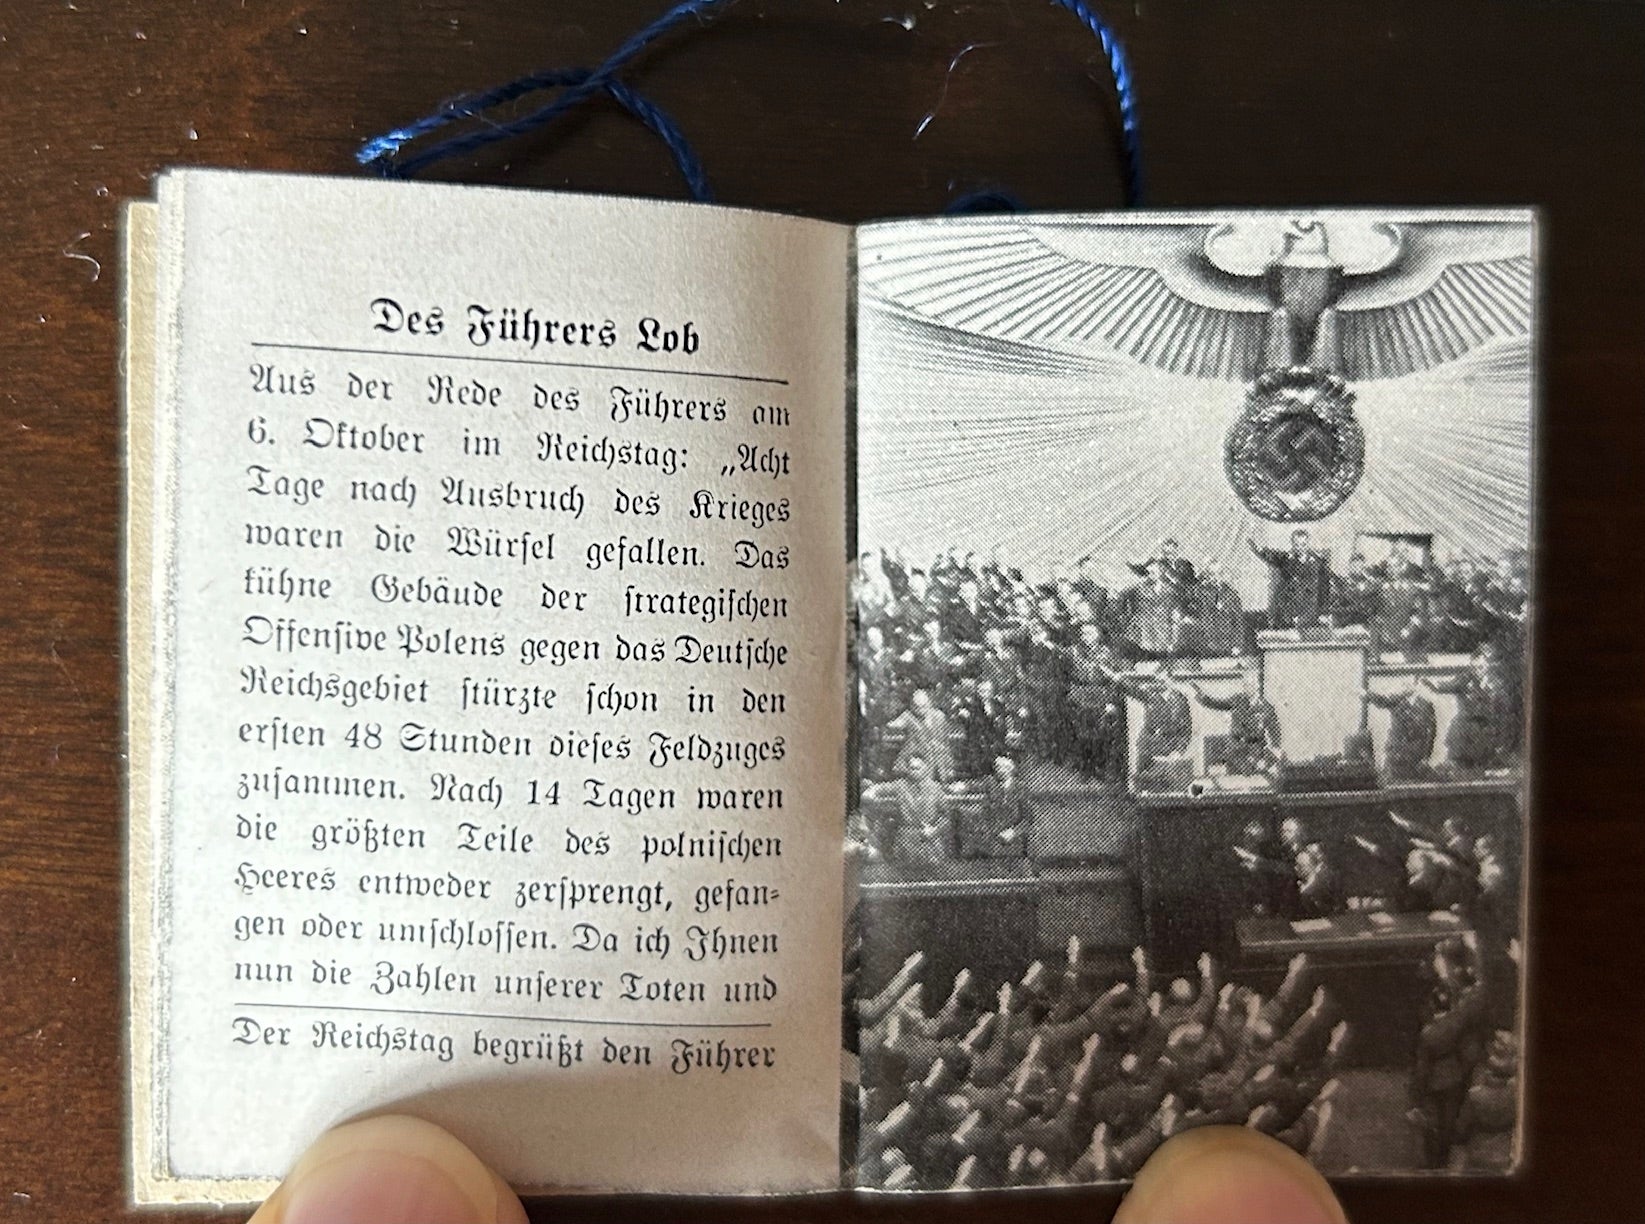 Des Führers Lob
Aus der Rede des Führers am
6. Oktober im Reichstag: „Acht
Tage nach Ausbruch des Krieges
waren die Würfel gefallen. Das
kühne Gebäude der strategischen
Offensive Polens gegen das Deutsche
Reichsgebiet stürzte schon in den
ersten 48 Stunden dieses Feldzuges
zusammen. Nach 14 Tagen waren
die größten Teile des polnischen
Heeres entweder zersprengt, gefan-
gen oder umschlossen. Da ich Ihnen
nun die Zahlen unserer Toten und
Der Reichstag begrüßt den Führer